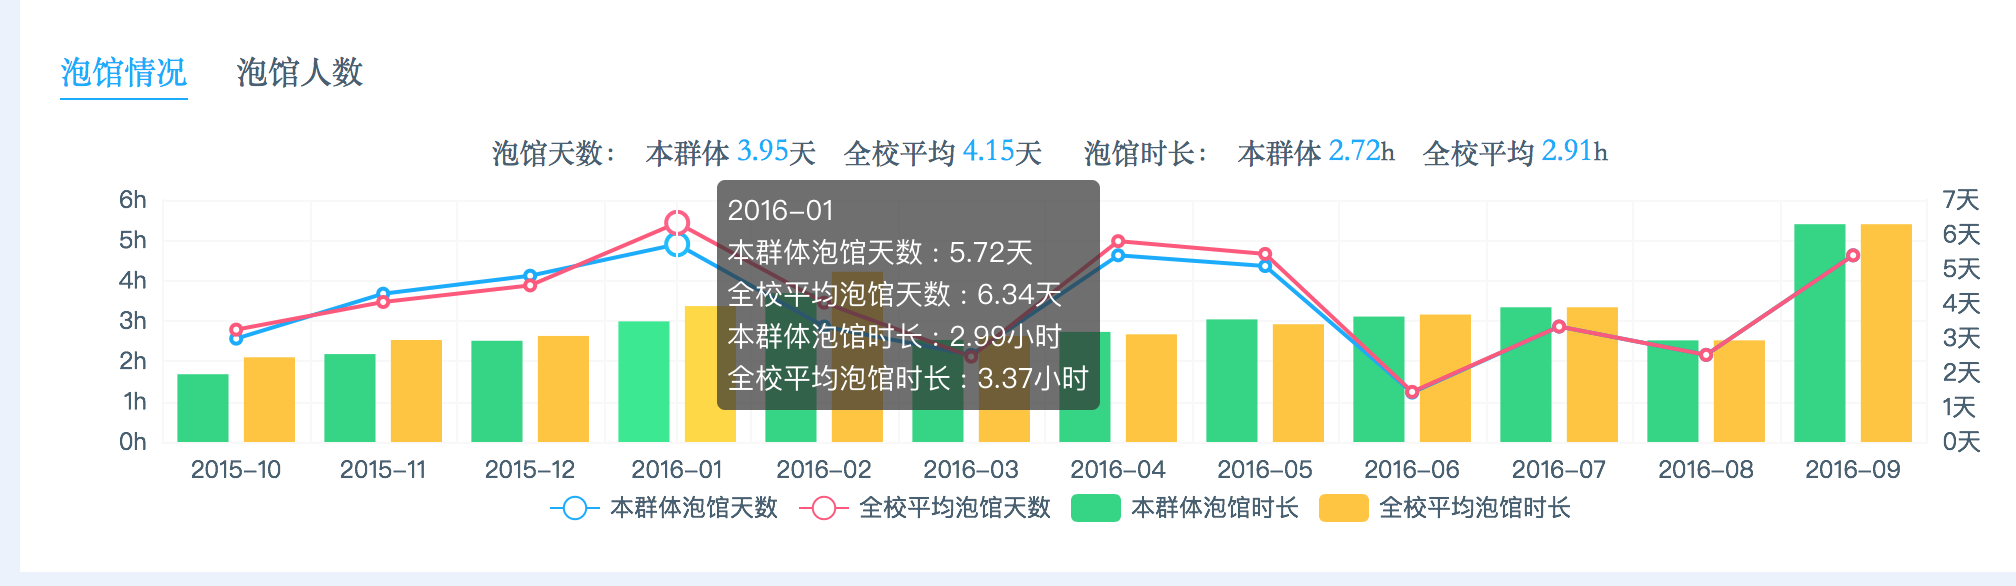 泡馆情况 泡馆人数
泡馆天数： 本群体 3.95天 全校平均 4.15天 泡馆时长： 本群体 2.72h 全校平均 2.91h
6h
5h
4h
3h
2h
1h
0h
2016-01
本群体泡馆天数 : 5.72天
全校平均泡馆天数 : 6.34天
本群体泡馆时长 : 2.99小时
全校平均泡馆时长 : 3.37小时
7天
6天
5天
4天
3天
2天
1天
0天
2015-10 2015-11 2015-12 2016-01 2016-02 2016-03 2016-04 2016-05 2016-06 2016-07 2016-08 2016-09
本群体泡馆天数 全校平均泡馆天数 本群体泡馆时长 全校平均泡馆时长